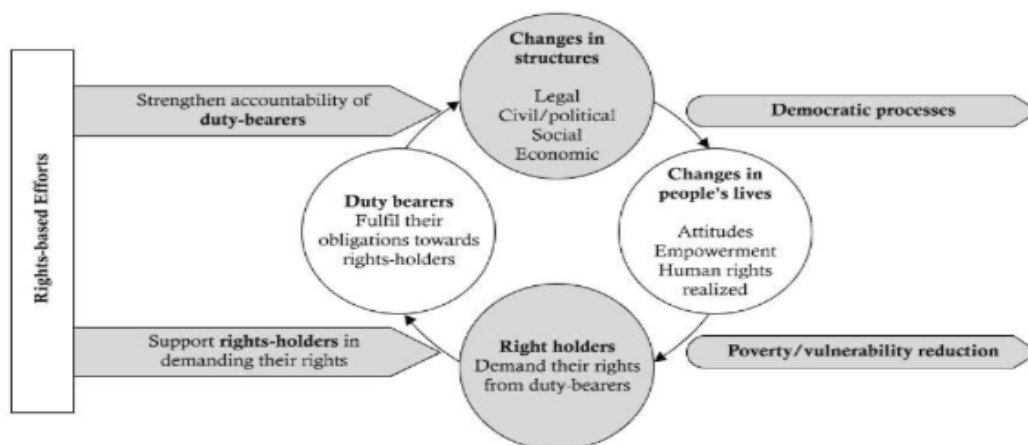 Rights-based Efforts
Strengthen accountability of
duty-bearers
Support rights-holders in
demanding their rights
Changes in
structures
Legal
Civil/political
Social
Economic
Duty bearers
Fulfil their
obligations towards
rights-holders
Changes in
people's lives
Attitudes
Empowerment
Human rights
realized
Right holders
Demand their rights
from duty-bearers
Democratic processes
Poverty/vulnerability reduction